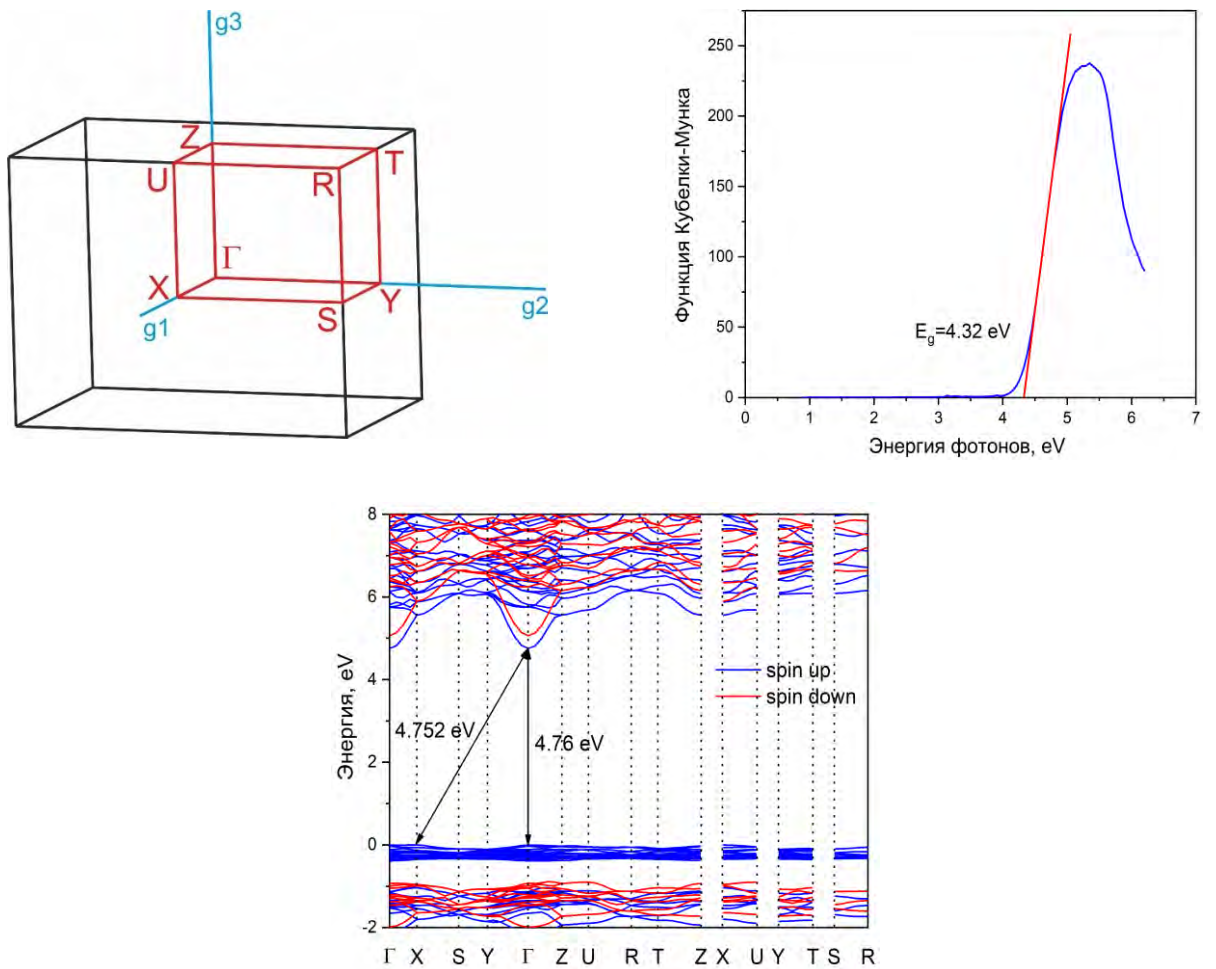 g3
Z
U
R
T
Γ
X
Y
S
g1
g2
Функция Кубелки-Мунка
250
200
150
100
50
0
E_g=4.32 eV
0 1 2 3 4 5 6 7
Энергия фотонов, eV
Энергия, eV
8
6
4
2
0
-2
spin up
spin down
4.752 eV
4.76 eV
Γ X S Y Γ Z U R T Z X U Y T S R